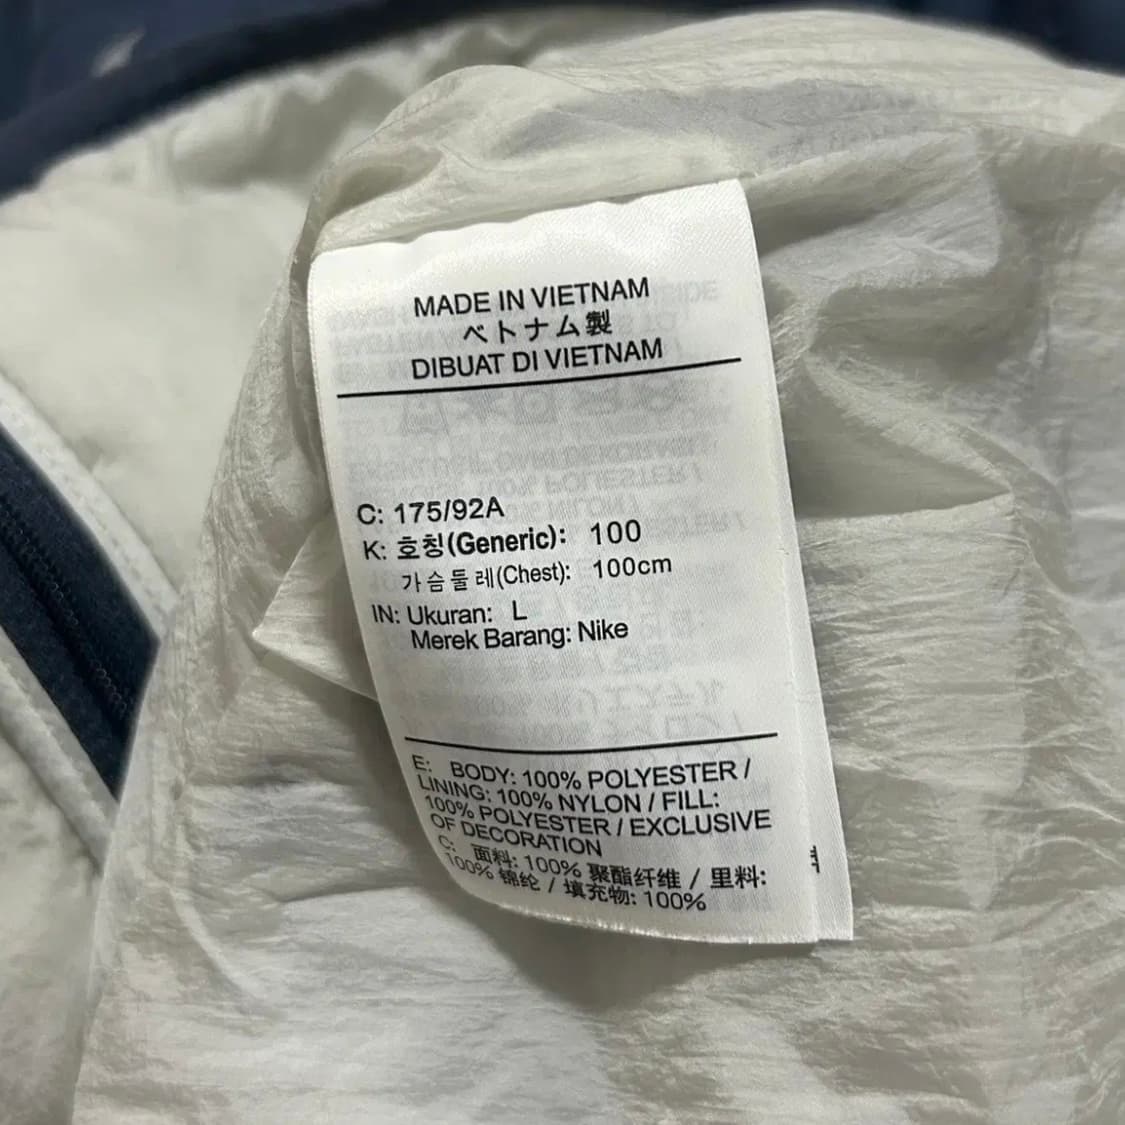 MADE IN VIETNAM
ベトナム製
DIBUAT DI VIETNAM
C: 175/92A
K: 호칭(Generic): 100
가슴둘레(Chest): 100cm
IN: Ukuran: L
Merek Barang: Nike
E: BODY: 100% POLYESTER /
LINING: 100% NYLON / FILL:
100% POLYESTER / EXCLUSIVE
OF DECORATION
C: 面料: 100% 聚酯纤维 / 里料:
100% 锦纶 / 填充物: 100%